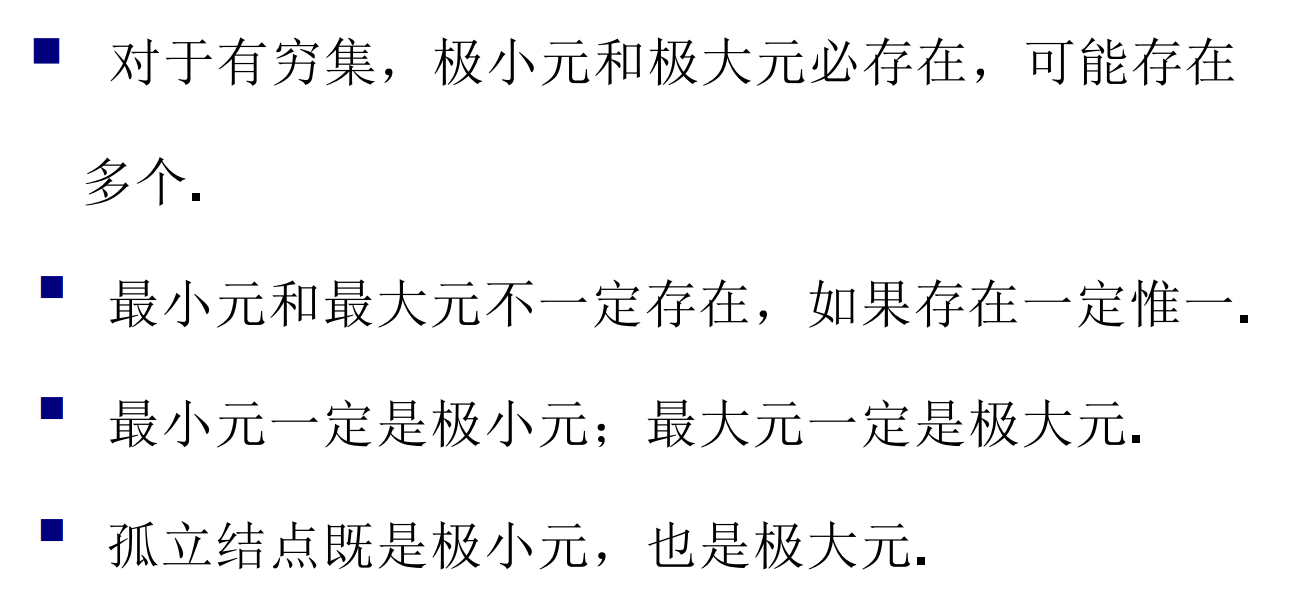 ■ 对于有穷集，极小元和极大元必存在，可能存在
多个.
■ 最小元和最大元不一定存在，如果存在一定惟一.
■ 最小元一定是极小元；最大元一定是极大元.
■ 孤立结点既是极小元，也是极大元.